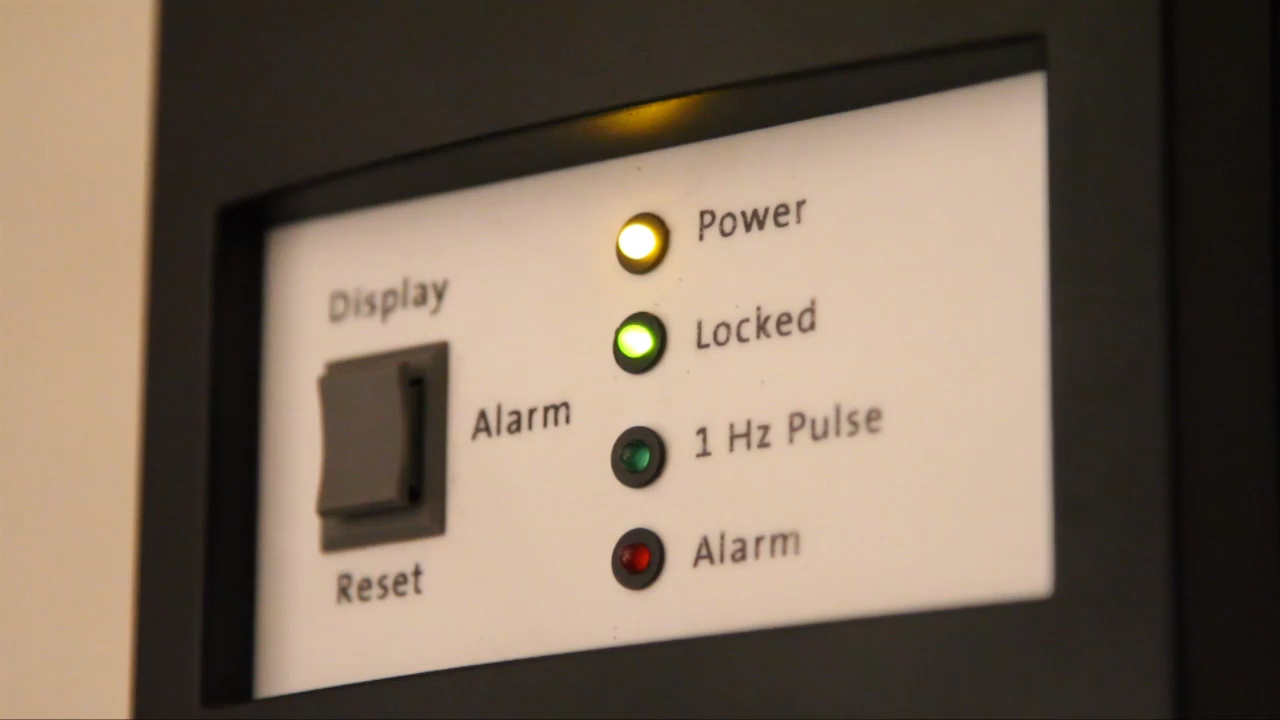 Display
Alarm
Reset
Power
Locked
1 Hz Pulse
Alarm